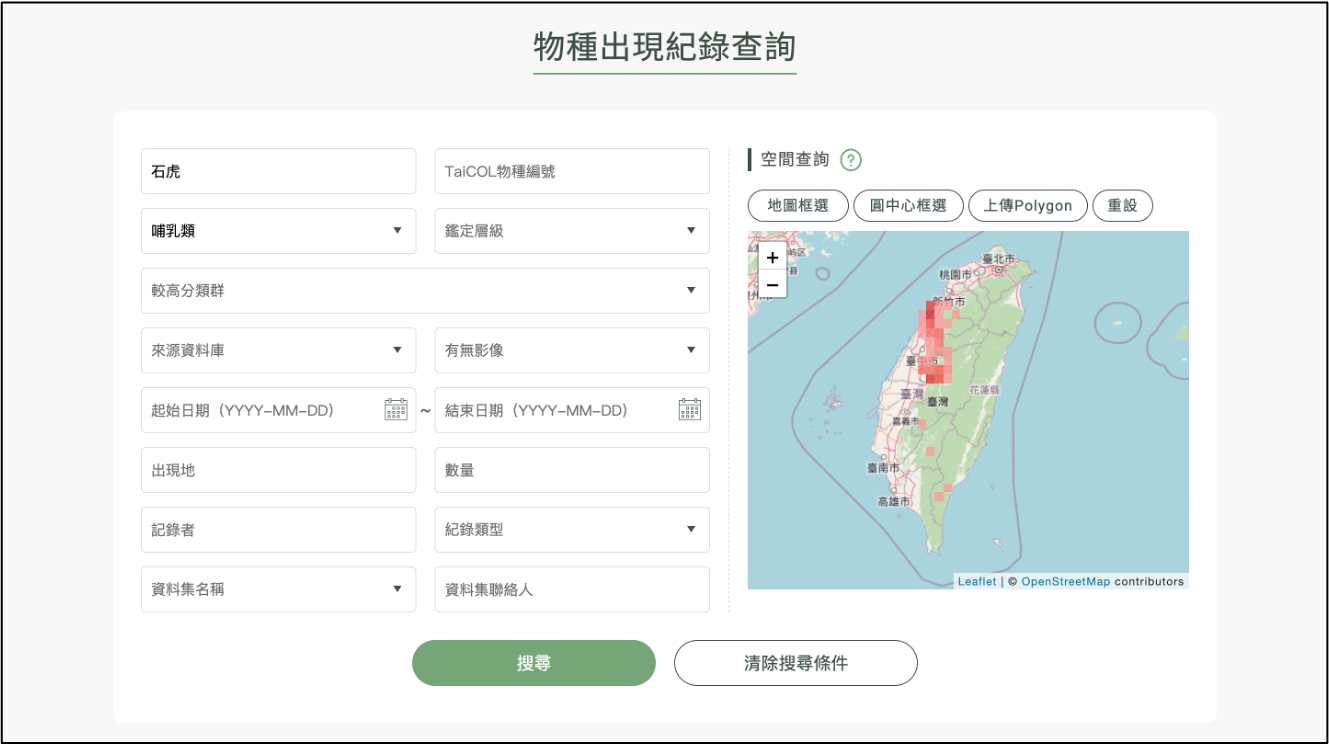 物種出現紀錄查詢
石虎
TaiCOL物種編號
哺乳類
鑑定層級
較高分類群
來源資料庫
有無影像
起始日期（YYYY-MM-DD）
~
結束日期（YYYY-MM-DD）
出現地
數量
記錄者
紀錄類型
資料集名稱
資料集聯絡人
空間查詢 ?
地圖框選
圓中心框選
上傳Polygon
重設
+
−
臺北市
桃園市
新竹市
臺中市
花蓮縣
臺灣
臺灣
嘉義市
臺南市
高雄市
Leaflet | © OpenStreetMap contributors
搜尋
清除搜尋條件